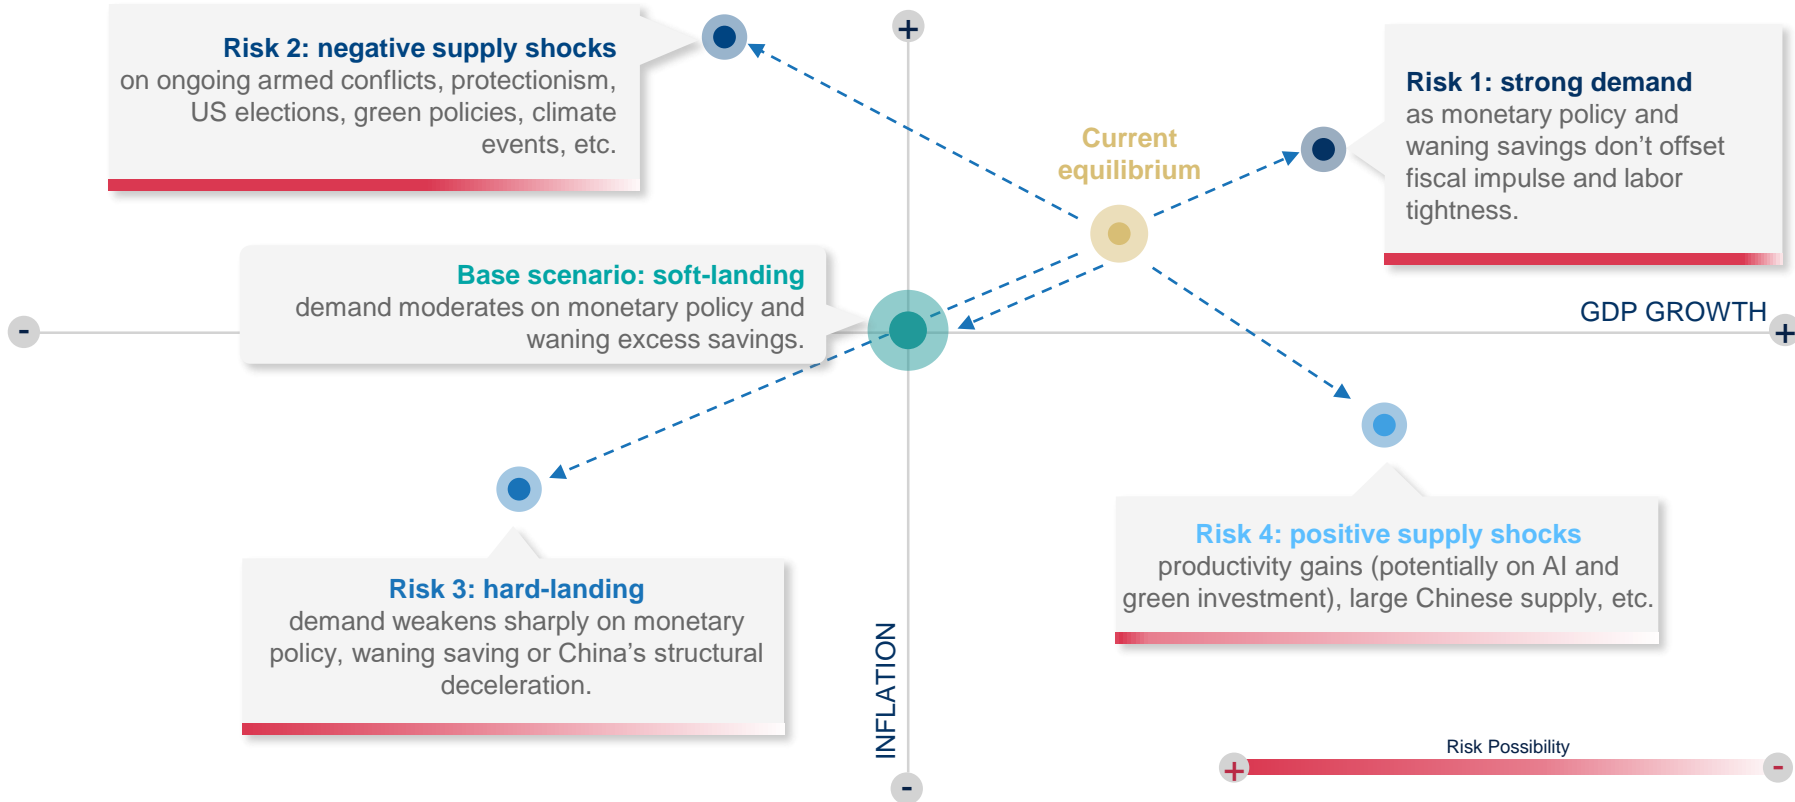 Risk 2: negative supply shocks
on ongoing armed conflicts, protectionism,
US elections, green policies, climate
events, etc.
+
Risk 1: strong demand
as monetary policy and
waning savings don’t offset
fiscal impulse and labor
tightness.
Current
equilibrium
Base scenario: soft-landing
demand moderates on monetary policy and
waning excess savings.
-
GDP GROWTH
+
Risk 3: hard-landing
demand weakens sharply on monetary
policy, waning saving or China’s structural
deceleration.
Risk 4: positive supply shocks
productivity gains (potentially on AI and
green investment), large Chinese supply, etc.
INFLATION
-
Risk Possibility
+
-